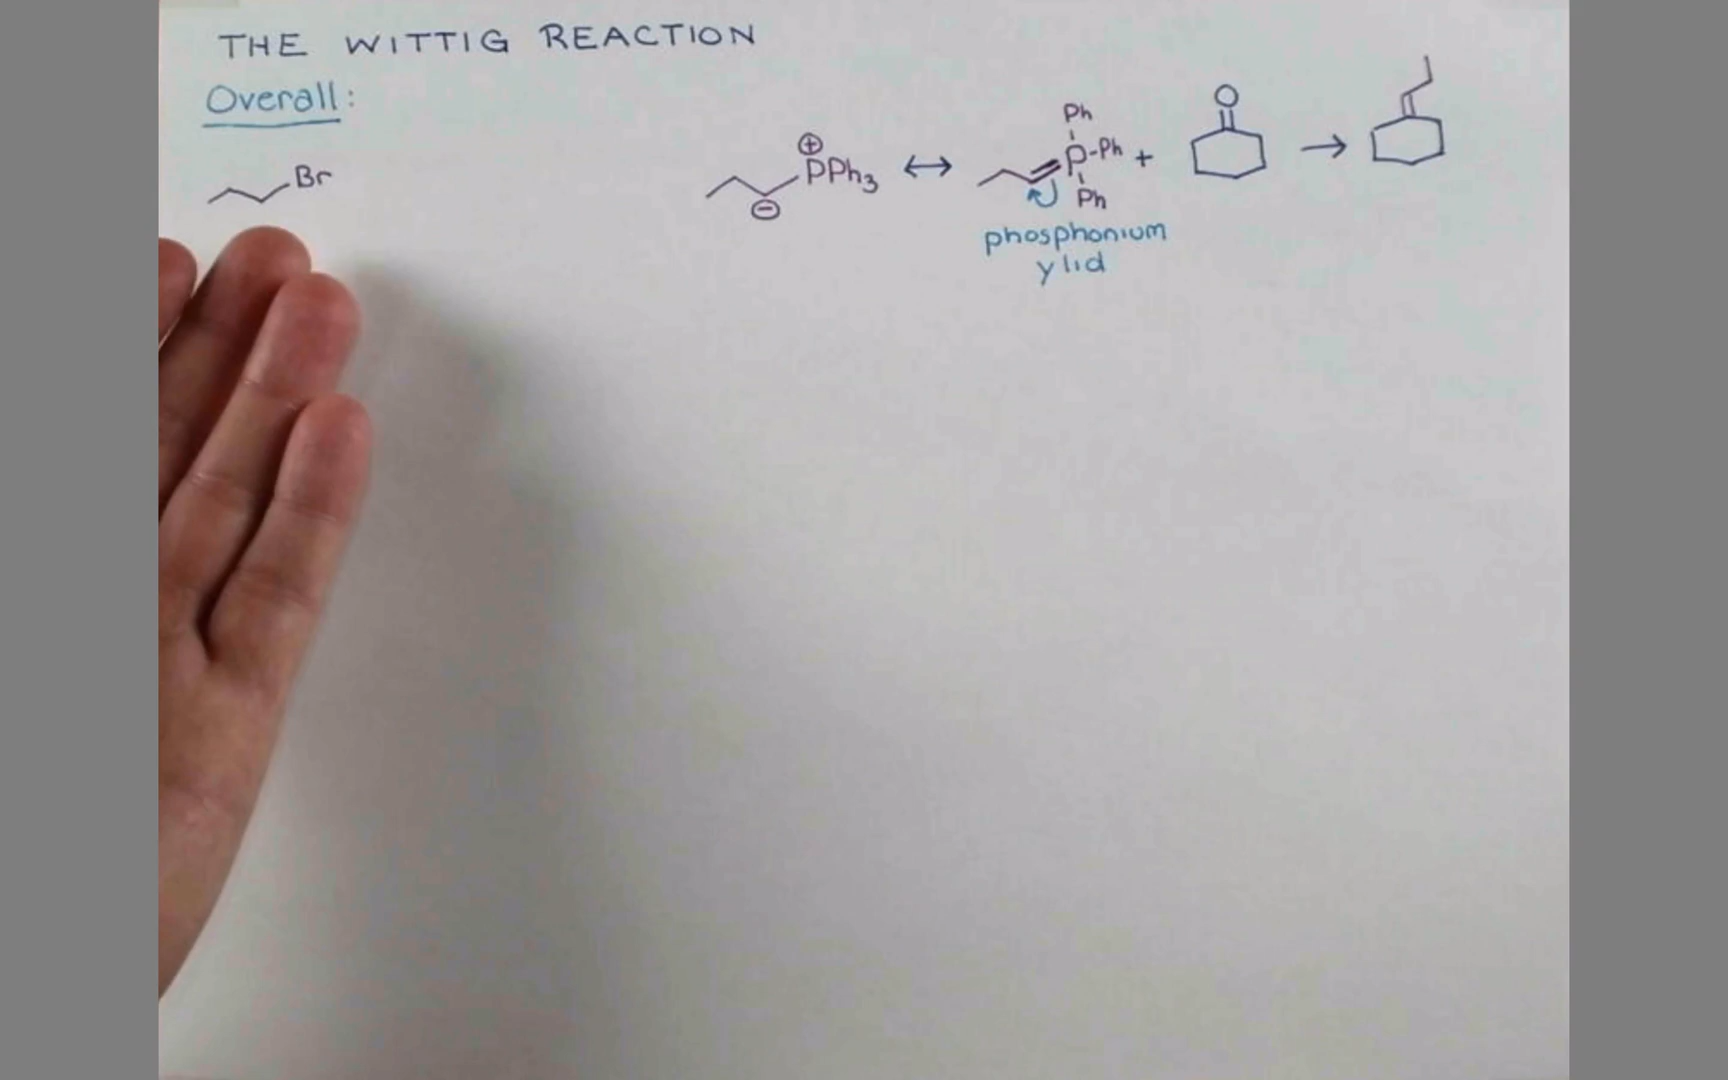 THE WITTIG REACTION
Overall:
Br
⊕
PPh3
⊖
Ph
P-Ph +
Ph
O
phosphonium
ylid